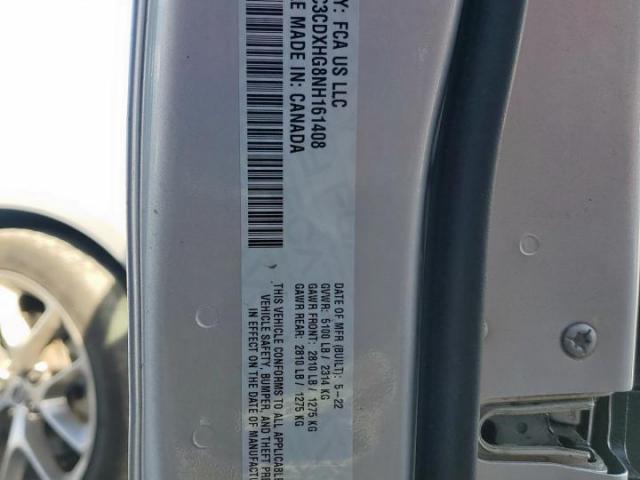 Y: FCA US LLC
C3CDXHG8NH161408
LE MADE IN: CANADA
DATE OF MFR (BUILT): 5-22
GVWR: 5100 LB / 2314 KG
GAWR FRONT: 2810 LB / 1275 KG
GAWR REAR: 2810 LB / 1275 KG
THIS VEHICLE CONFORMS TO ALL APPLICABLE
VEHICLE SAFETY, BUMPER, AND THEFT P
IN EFFECT ON THE DATE OF MANUFACT